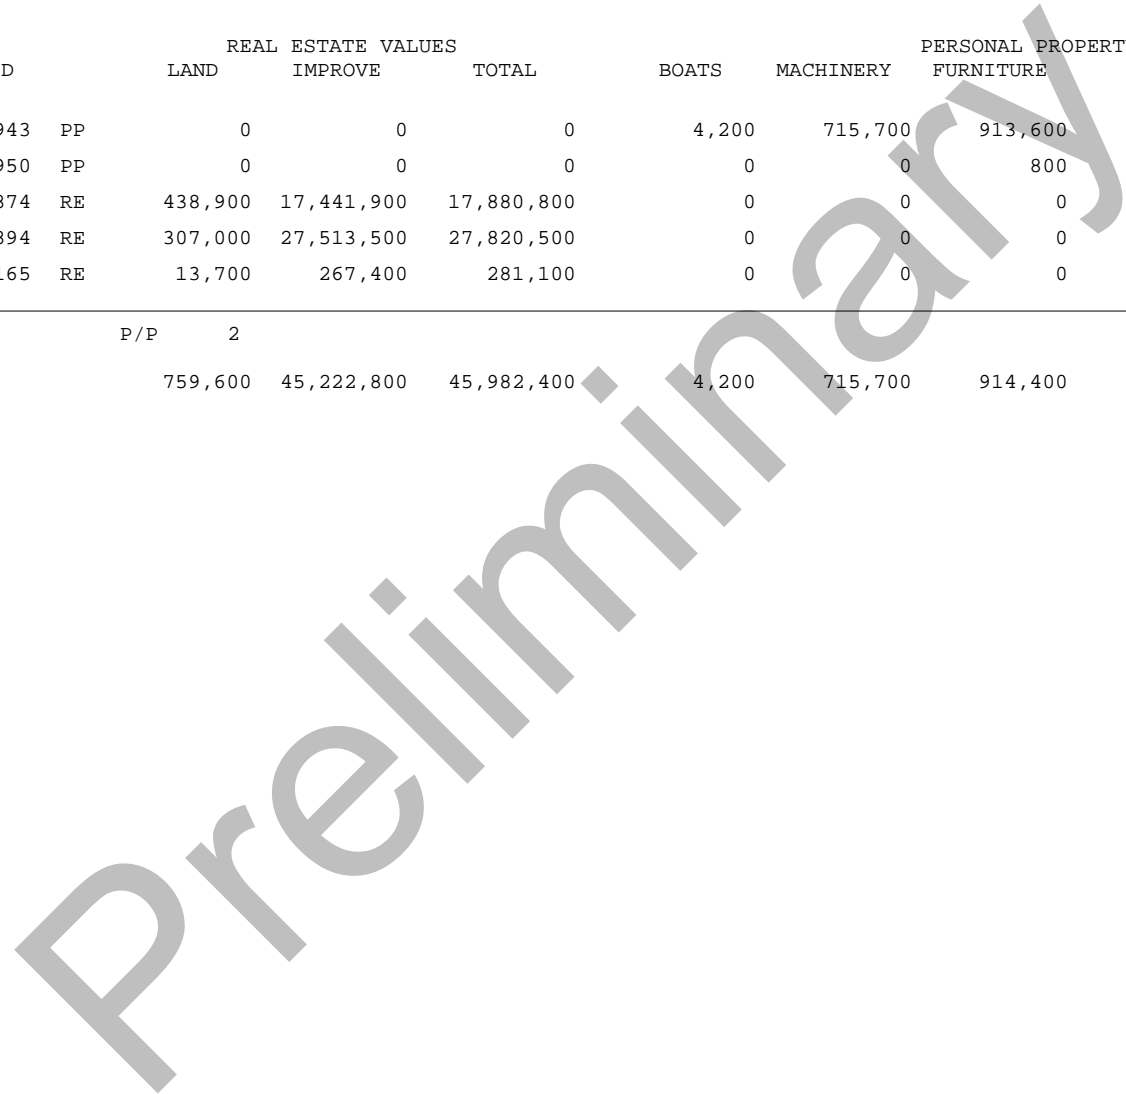 REAL ESTATE VALUES PERSONAL PROPERT
D LAND IMPROVE TOTAL BOATS MACHINERY FURNITURE
943 PP 0 0 0 4,200 715,700 913,600
950 PP 0 0 0 0 0 800
374 RE 438,900 17,441,900 17,880,800 0 0 0
394 RE 307,000 27,513,500 27,820,500 0 0 0
165 RE 13,700 267,400 281,100 0 0 0
P/P 2
759,600 45,222,800 45,982,400 4,200 715,700 914,400
Preliminary